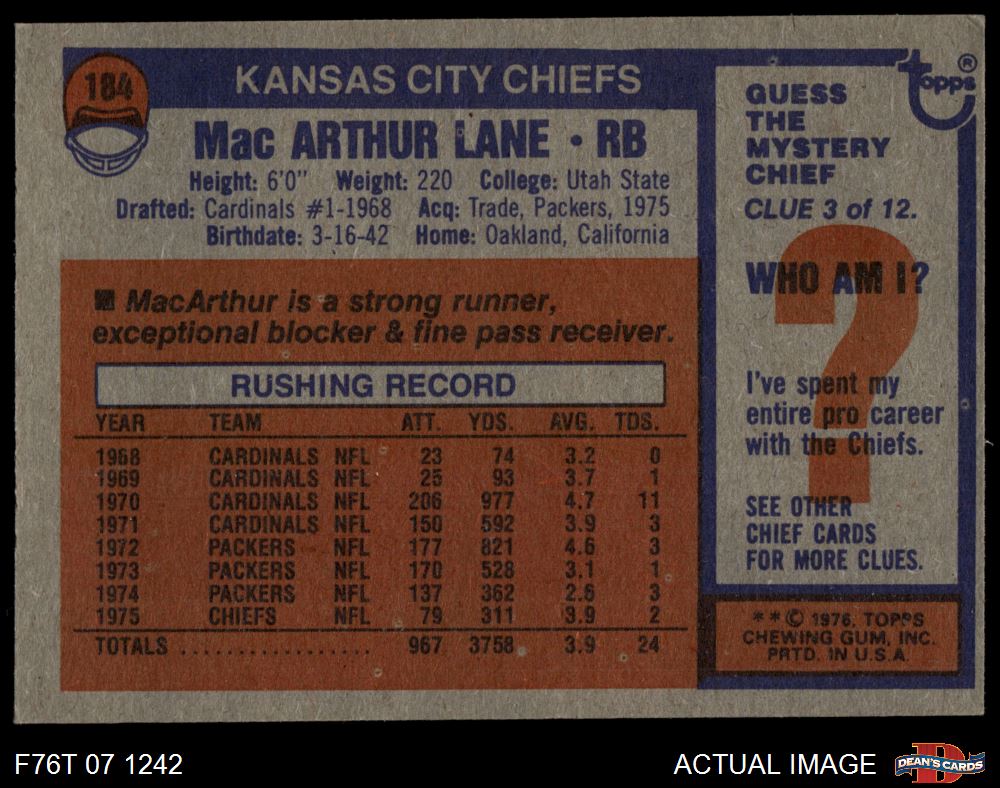 184
KANSAS CITY CHIEFS
Mac ARTHUR LANE • RB
Height: 6'0" Weight: 220 College: Utah State
Drafted: Cardinals #1-1968 Acq: Trade, Packers, 1975
Birthdate: 3-16-42 Home: Oakland, California
■ MacArthur is a strong runner,
exceptional blocker & fine pass receiver.
RUSHING RECORD
YEAR TEAM ATT. YDS. AVG. TDS.
1968 CARDINALS NFL 23 74 3.2 0
1969 CARDINALS NFL 25 93 3.7 1
1970 CARDINALS NFL 206 977 4.7 11
1971 CARDINALS NFL 150 592 3.9 3
1972 PACKERS NFL 177 821 4.6 3
1973 PACKERS NFL 170 528 3.1 1
1974 PACKERS NFL 137 362 2.6 3
1975 CHIEFS NFL 79 311 3.9 2
TOTALS .................. 967 3758 3.9 24
topps ®
GUESS
THE
MYSTERY
CHIEF
CLUE 3 of 12.
WHO AM I?
?
I've spent my
entire pro career
with the Chiefs.
SEE OTHER
CHIEF CARDS
FOR MORE CLUES.
* * © 1976, TOPPS
CHEWING GUM, INC.
PRTD. IN U.S.A.
F76T 07 1242
ACTUAL IMAGE
D
DEAN'S CARDS